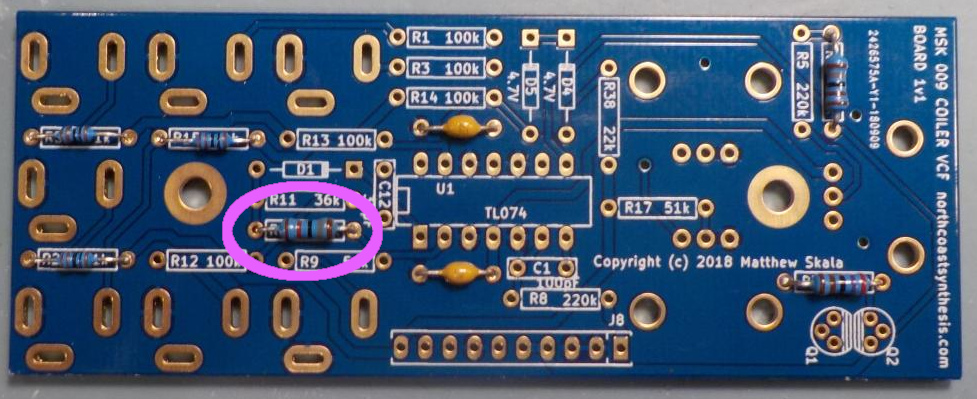 R1 100k
R3 100k
R14 100k
R13 100k
D1
R11 36k
C12
R12 100k
R9
U1
TL074
D5
4.7V
D4
4.7V
R38 22k
R17 51k
R5 220k
C1
100pF
R8 220k
J8
Copyright (c) 2018 Matthew Skala
Q1
Q2
2426575A-Y1-180909
MSK 009 COILER VCF northcoastsynthesis.com
BOARD 1v1